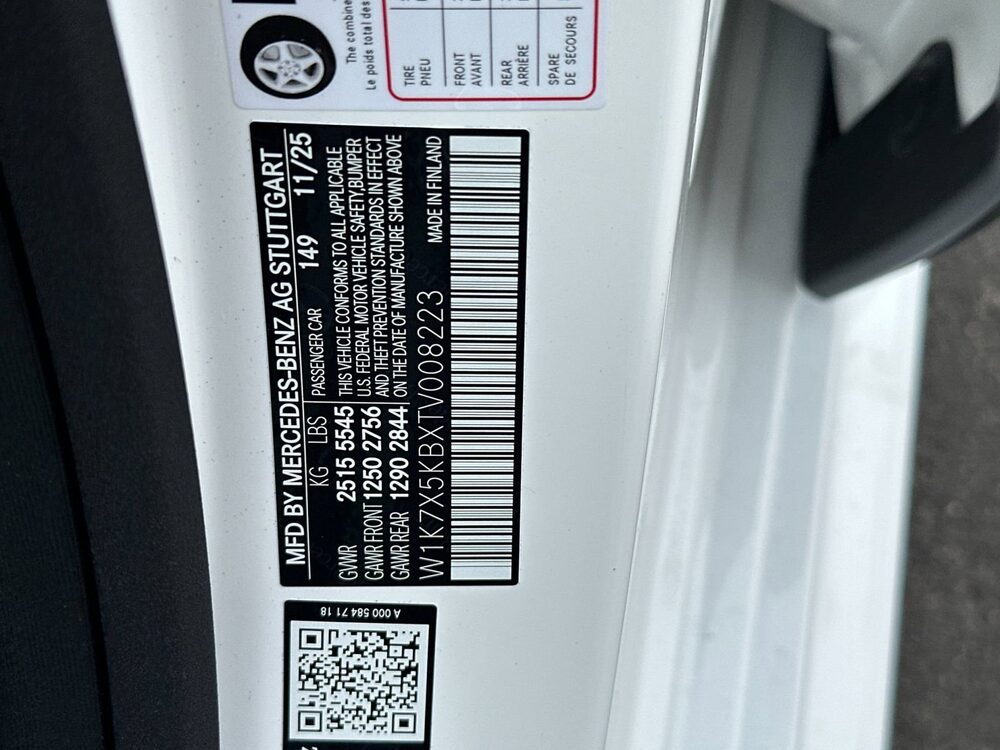 The combine
Le poids total des
TIRE
PNEU
FRONT
AVANT
REAR
ARRIÈRE
SPARE
DE SECOURS
MFD BY MERCEDES-BENZ AG STUTTGART
KG LBS PASSENGER CAR 149 11/25
GVWR 2515 5545
GAWR FRONT 1250 2756
GAWR REAR 1290 2844
THIS VEHICLE CONFORMS TO ALL APPLICABLE
U.S. FEDERAL MOTOR VEHICLE SAFETY,BUMPER
AND THEFT PREVENTION STANDARDS IN EFFECT
ON THE DATE OF MANUFACTURE SHOWN ABOVE
W1K7X5KBXTV008223 MADE IN FINLAND
A 000 584 71 18